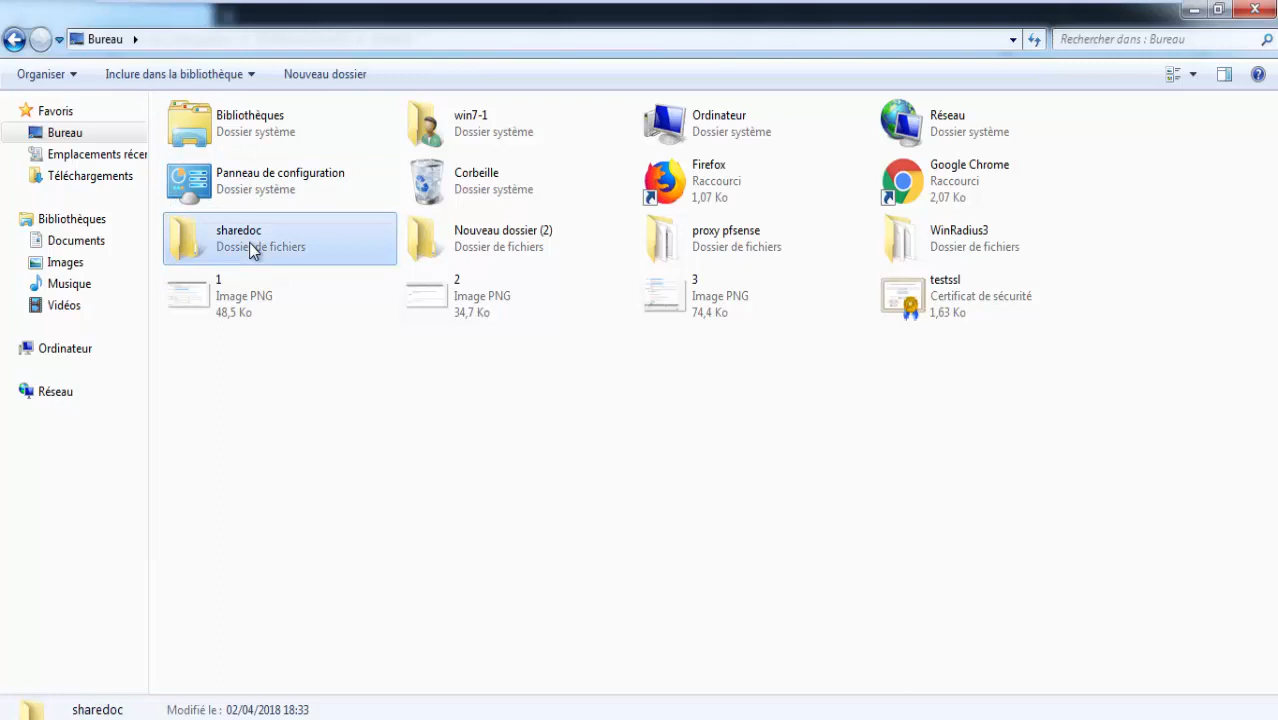 Bureau
Rechercher dans : Bureau
Organiser
Inclure dans la bibliothèque
Nouveau dossier
Favoris
Bureau
Emplacements récer
Téléchargements
Bibliothèques
Documents
Images
Musique
Vidéos
Ordinateur
Réseau
Bibliothèques
Dossier système
win7-1
Dossier système
Ordinateur
Dossier système
Réseau
Dossier système
Panneau de configuration
Dossier système
Corbeille
Dossier système
Firefox
Raccourci
1,07 Ko
Google Chrome
Raccourci
2,07 Ko
sharedoc
Dossier de fichiers
Nouveau dossier (2)
Dossier de fichiers
proxy pfsense
Dossier de fichiers
WinRadius3
Dossier de fichiers
1
Image PNG
48,5 Ko
2
Image PNG
34,7 Ko
3
Image PNG
74,4 Ko
testssl
Certificat de sécurité
1,63 Ko
sharedoc
Modifié le : 02/04/2018 18:33